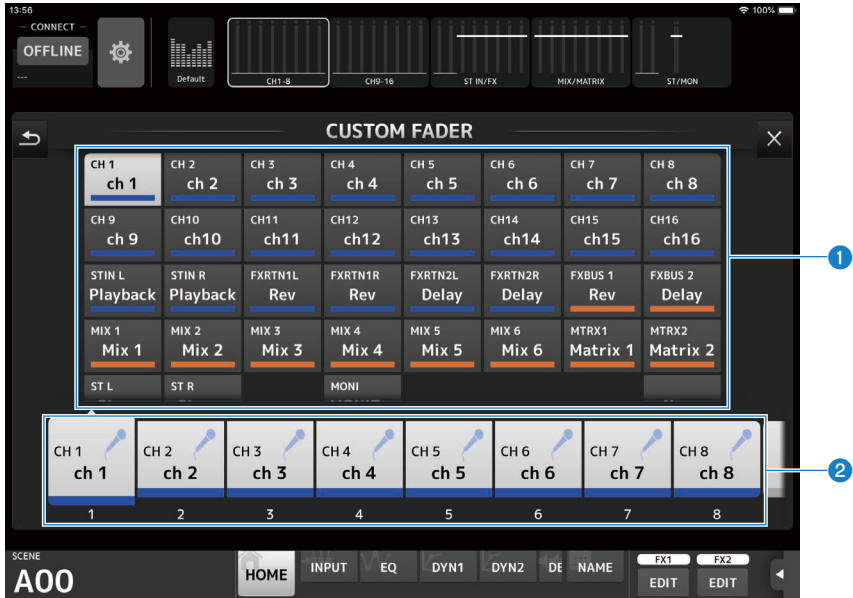 13:56
100%
CONNECT
OFFLINE
---
Default
CH1-8
CH9-16
ST IN/FX
MIX/MATRIX
ST/MON
CUSTOM FADER
CH 1 CH 2 CH 3 CH 4 CH 5 CH 6 CH 7 CH 8
ch 1 ch 2 ch 3 ch 4 ch 5 ch 6 ch 7 ch 8
CH 9 CH10 CH11 CH12 CH13 CH14 CH15 CH16
ch 9 ch10 ch11 ch12 ch13 ch14 ch15 ch16
1
STIN L STIN R FXRTN1L FXRTN1R FXRTN2L FXRTN2R FXBUS 1 FXBUS 2
Playback Playback Rev Rev Delay Delay Rev Delay
MIX 1 MIX 2 MIX 3 MIX 4 MIX 5 MIX 6 MTRX1 MTRX2
Mix 1 Mix 2 Mix 3 Mix 4 Mix 5 Mix 6 Matrix 1 Matrix 2
ST L ST R MONI
CH 1 CH 2 CH 3 CH 4 CH 5 CH 6 CH 7 CH 8
ch 1 ch 2 ch 3 ch 4 ch 5 ch 6 ch 7 ch 8
2
1 2 3 4 5 6 7 8
SCENE
A00
HOME INPUT EQ DYN1 DYN2 DE NAME
FX1 FX2
EDIT EDIT